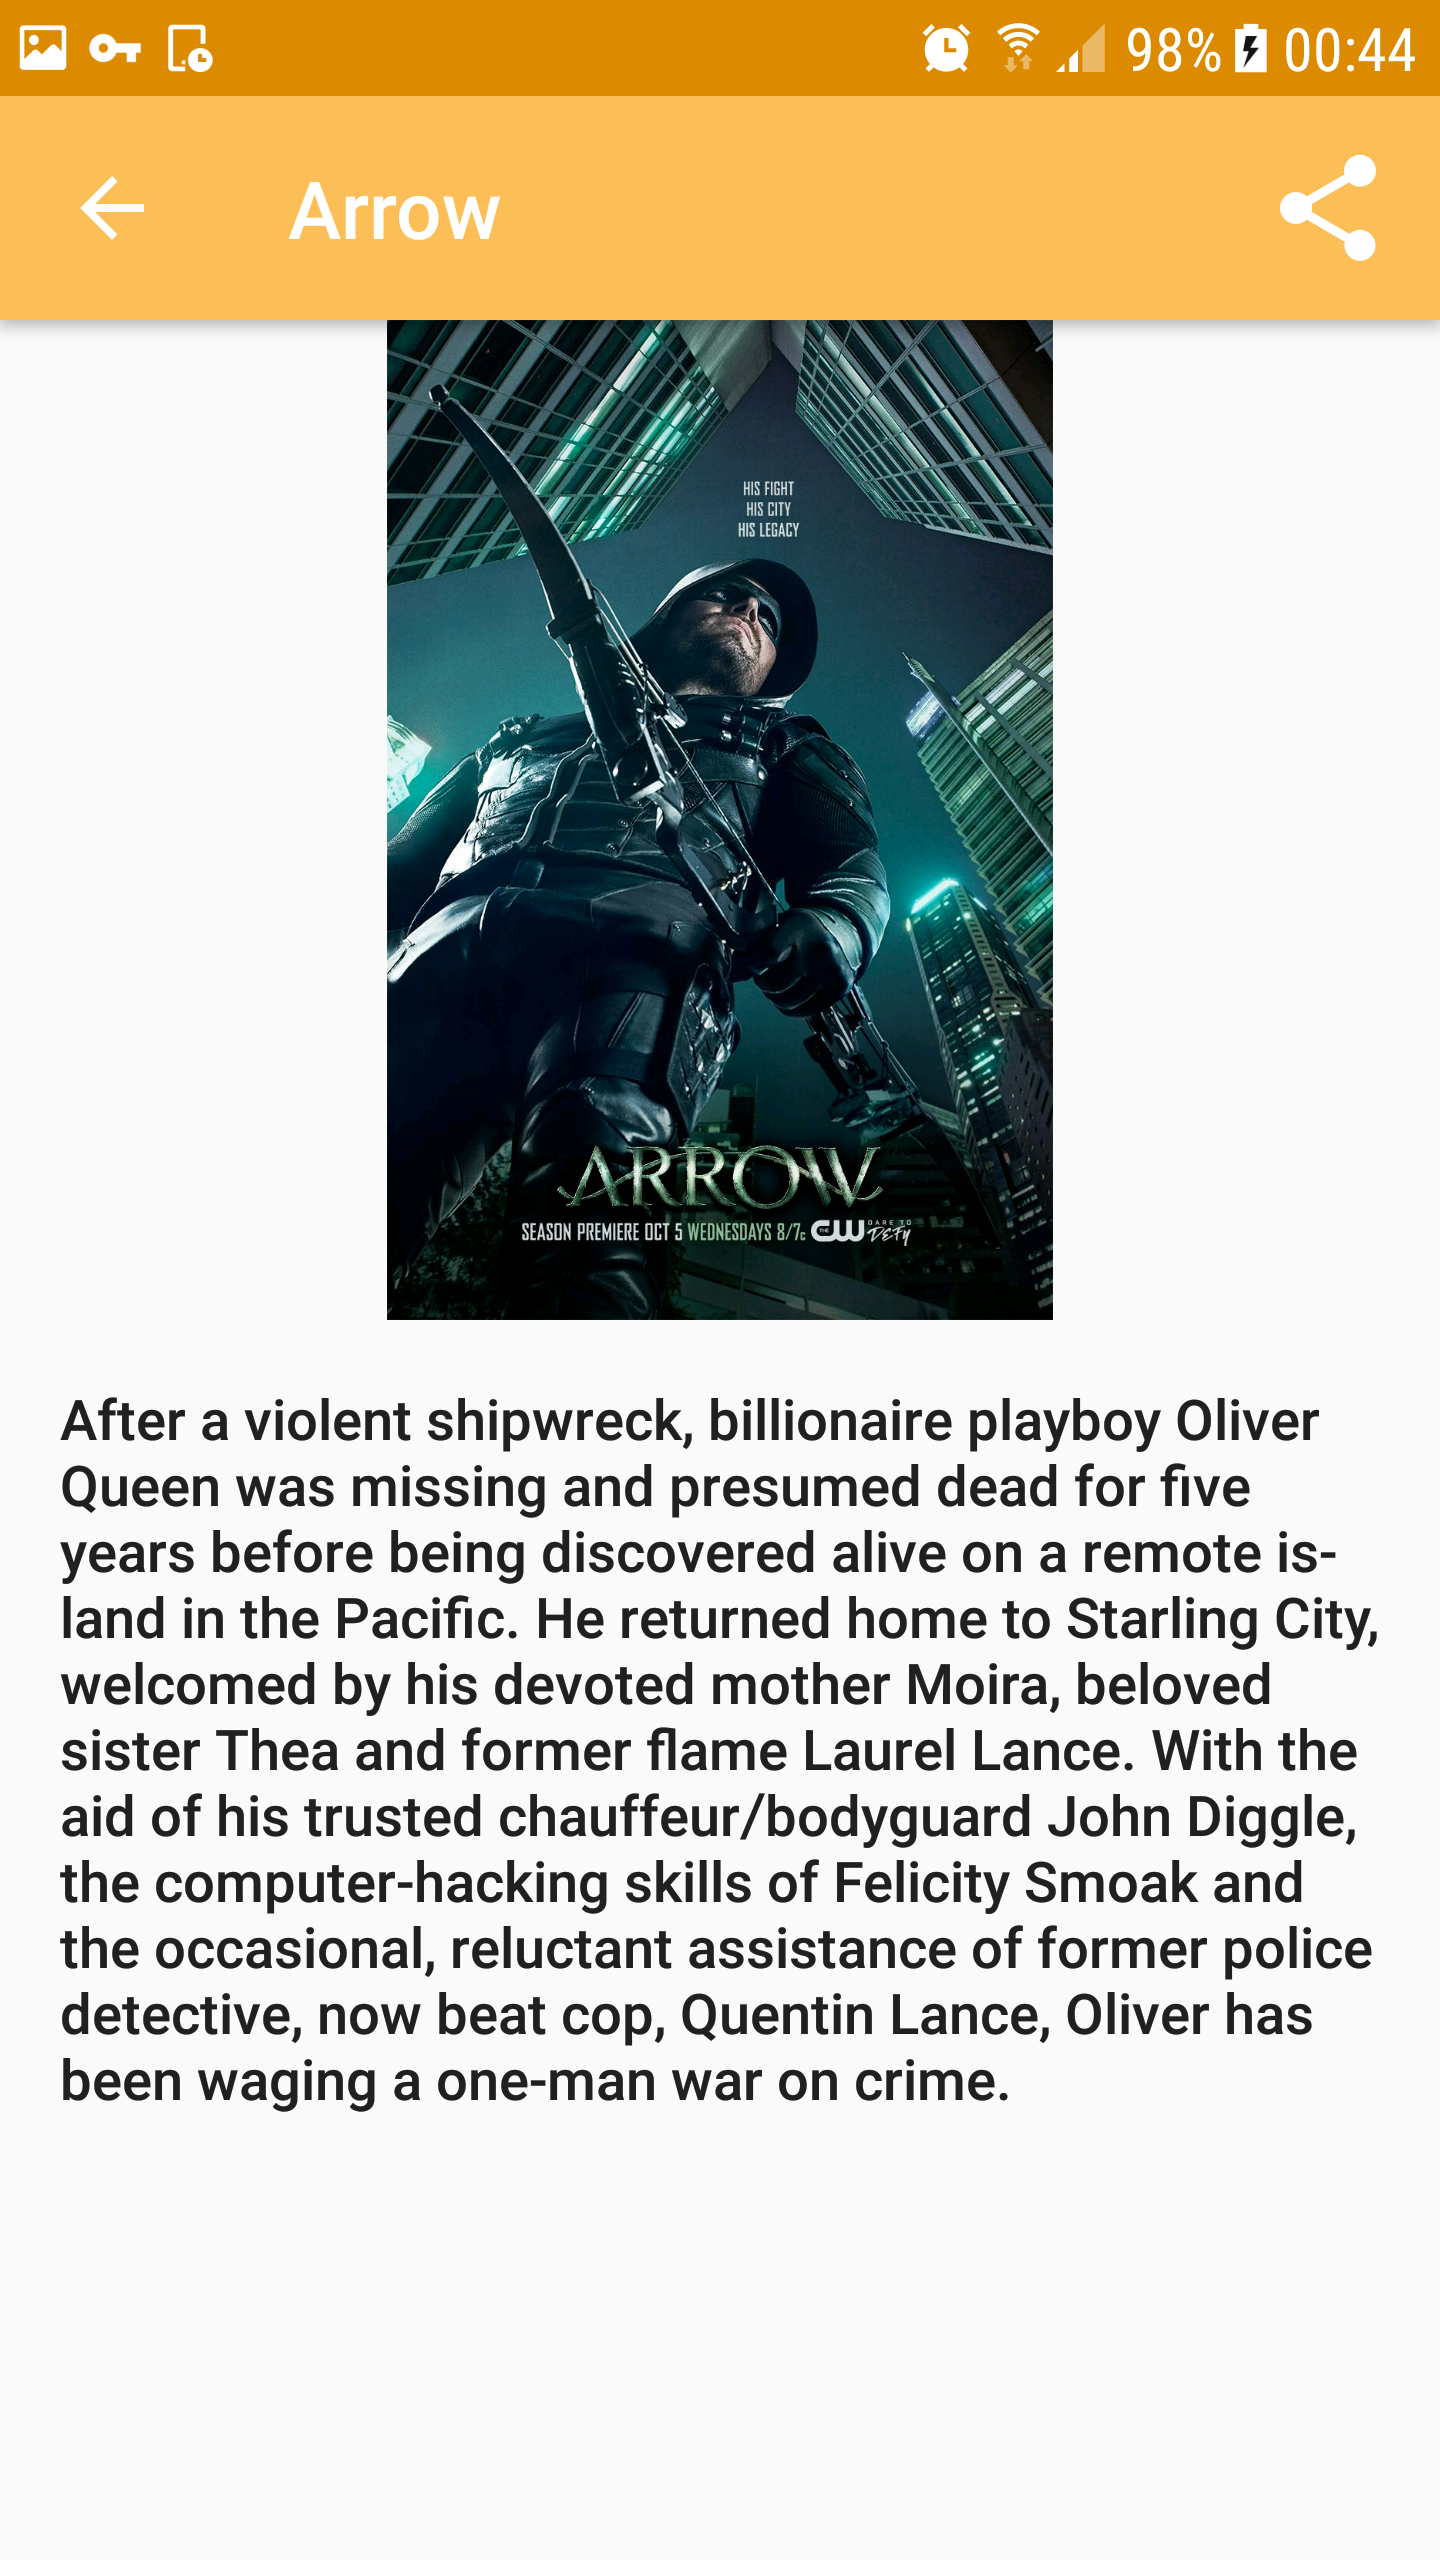 98% 00:44
Arrow
HIS FIGHT
HIS CITY
HIS LEGACY
ARROW
SEASON PREMIERE OCT 5 WEDNESDAYS 8/7c THE CW DARE TO DEFY
After a violent shipwreck, billionaire playboy Oliver
Queen was missing and presumed dead for five
years before being discovered alive on a remote is-
land in the Pacific. He returned home to Starling City,
welcomed by his devoted mother Moira, beloved
sister Thea and former flame Laurel Lance. With the
aid of his trusted chauffeur/bodyguard John Diggle,
the computer-hacking skills of Felicity Smoak and
the occasional, reluctant assistance of former police
detective, now beat cop, Quentin Lance, Oliver has
been waging a one-man war on crime.